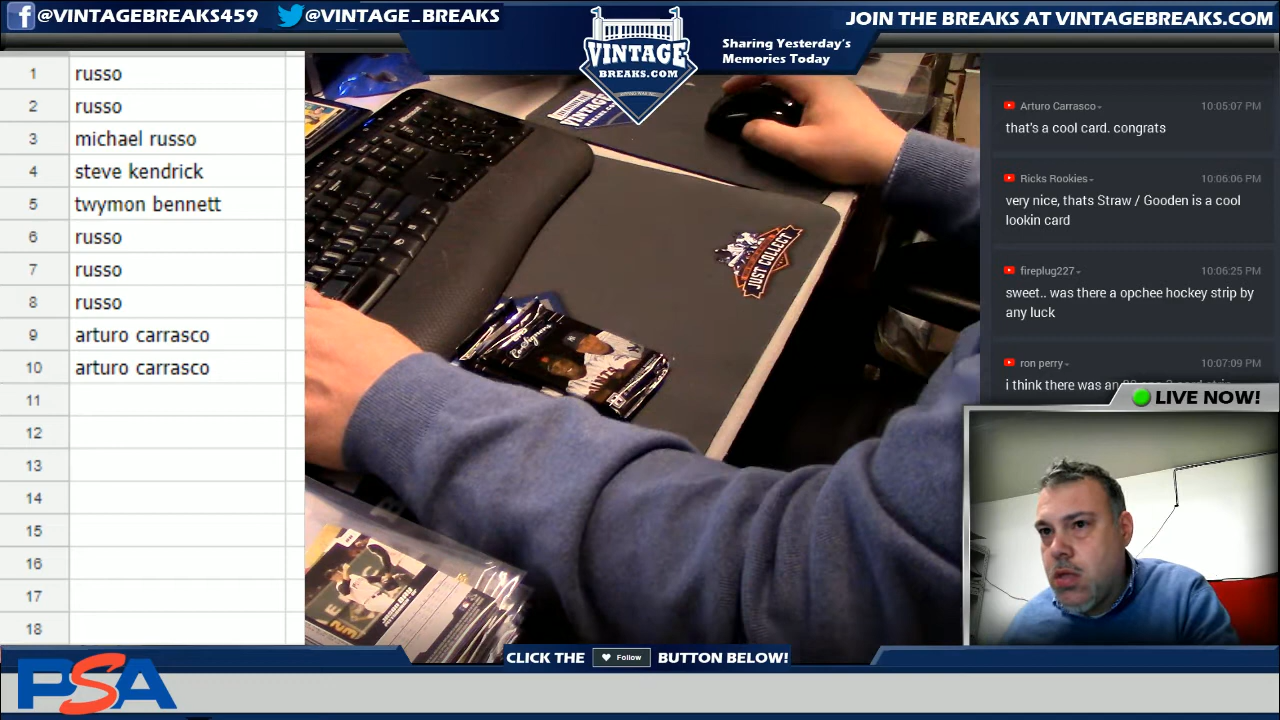 @VINTAGEBREAKS459
@VINTAGE_BREAKS
VINTAGE
BREAKS.COM
Sharing Yesterday's
Memories Today
JOIN THE BREAKS AT VINTAGEBREAKS.COM
1 russo
2 russo
3 michael russo
4 steve kendrick
5 twymon bennett
6 russo
7 russo
8 russo
9 arturo carrasco
10 arturo carrasco
11
12
13
14
15
16
17
18
JUST COLLECT
Arturo Carrasco 10:05:07 PM
that's a cool card. congrats
Ricks Rookies 10:06:06 PM
very nice, thats Straw / Gooden is a cool
lookin card
fireplug227 10:06:25 PM
sweet.. was there a opchee hockey strip by
any luck
ron perry 10:07:09 PM
i think there was an
LIVE NOW!
CLICK THE Follow BUTTON BELOW!
PSA